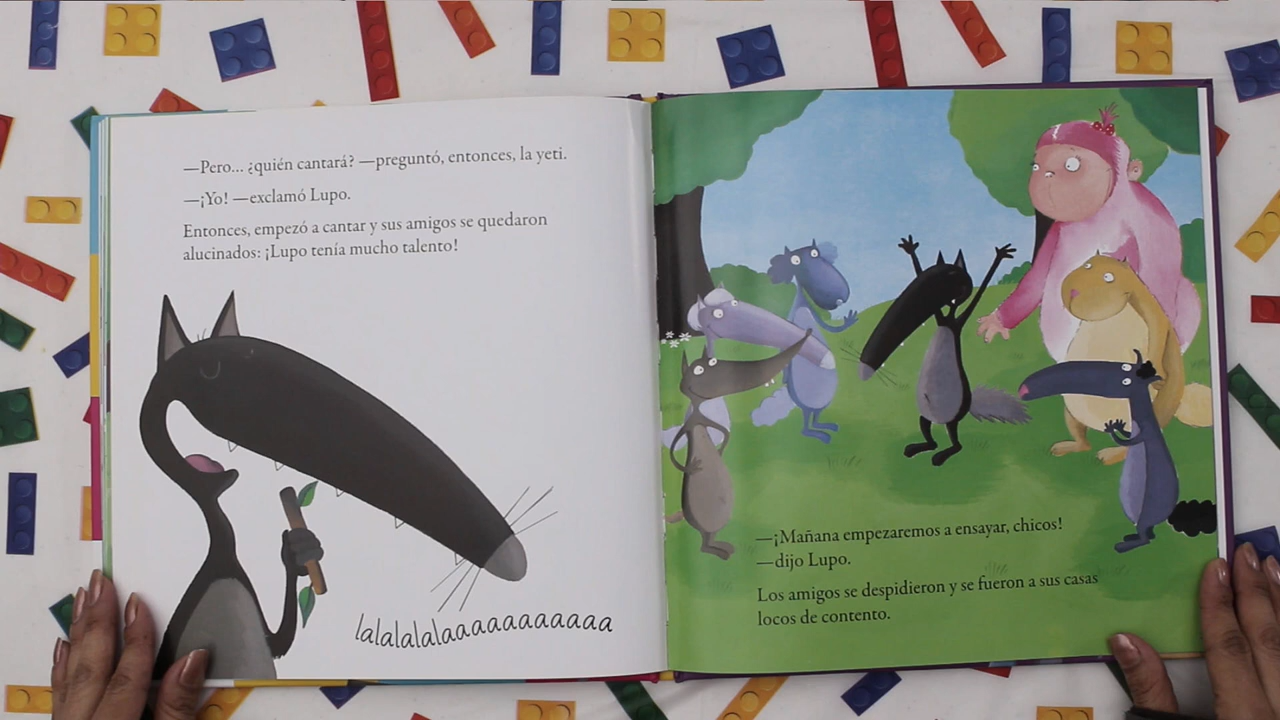 —Pero... ¿quién cantará? —preguntó, entonces, la yeti.
—¡Yo! —exclamó Lupo.
Entonces, empezó a cantar y sus amigos se quedaron
alucinados: ¡Lupo tenía mucho talento!
lalalalalaaaaaaaaaaaa
—¡Mañana empezaremos a ensayar, chicos!
—dijo Lupo.
Los amigos se despidieron y se fueron a sus casas
locos de contento.